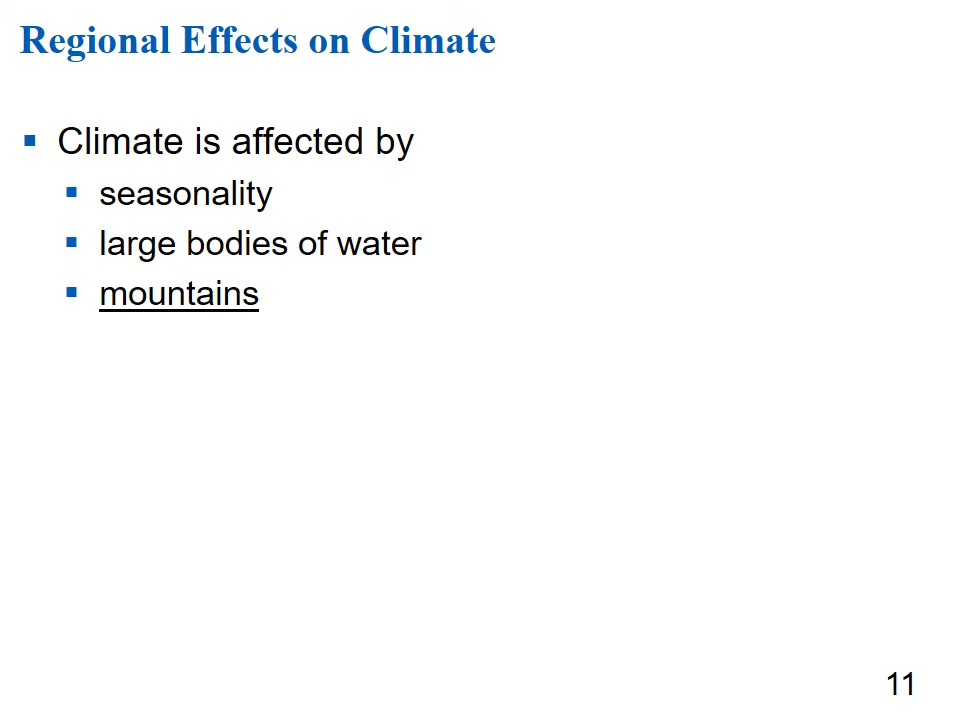 Regional Effects on Climate
▪ Climate is affected by
▪ seasonality
▪ large bodies of water
▪ mountains
11